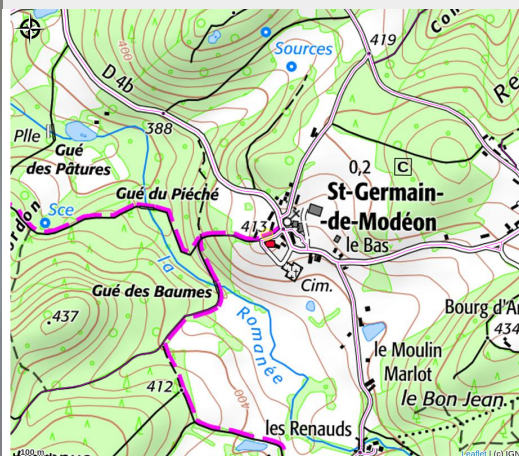 419
Sources
400
D 4b
388
Plle
Gué
des Pâtures
0,2
C
St-Germain-
-de-Modéon
Gué du Piéché
Sce
413
le Bas
la
Cim.
Gué des Baumes
Romanée
437
434
le Moulin
Marlot
412
400
le Bon Jean
les Renauds
100 m
Leaflet | (c) IGN